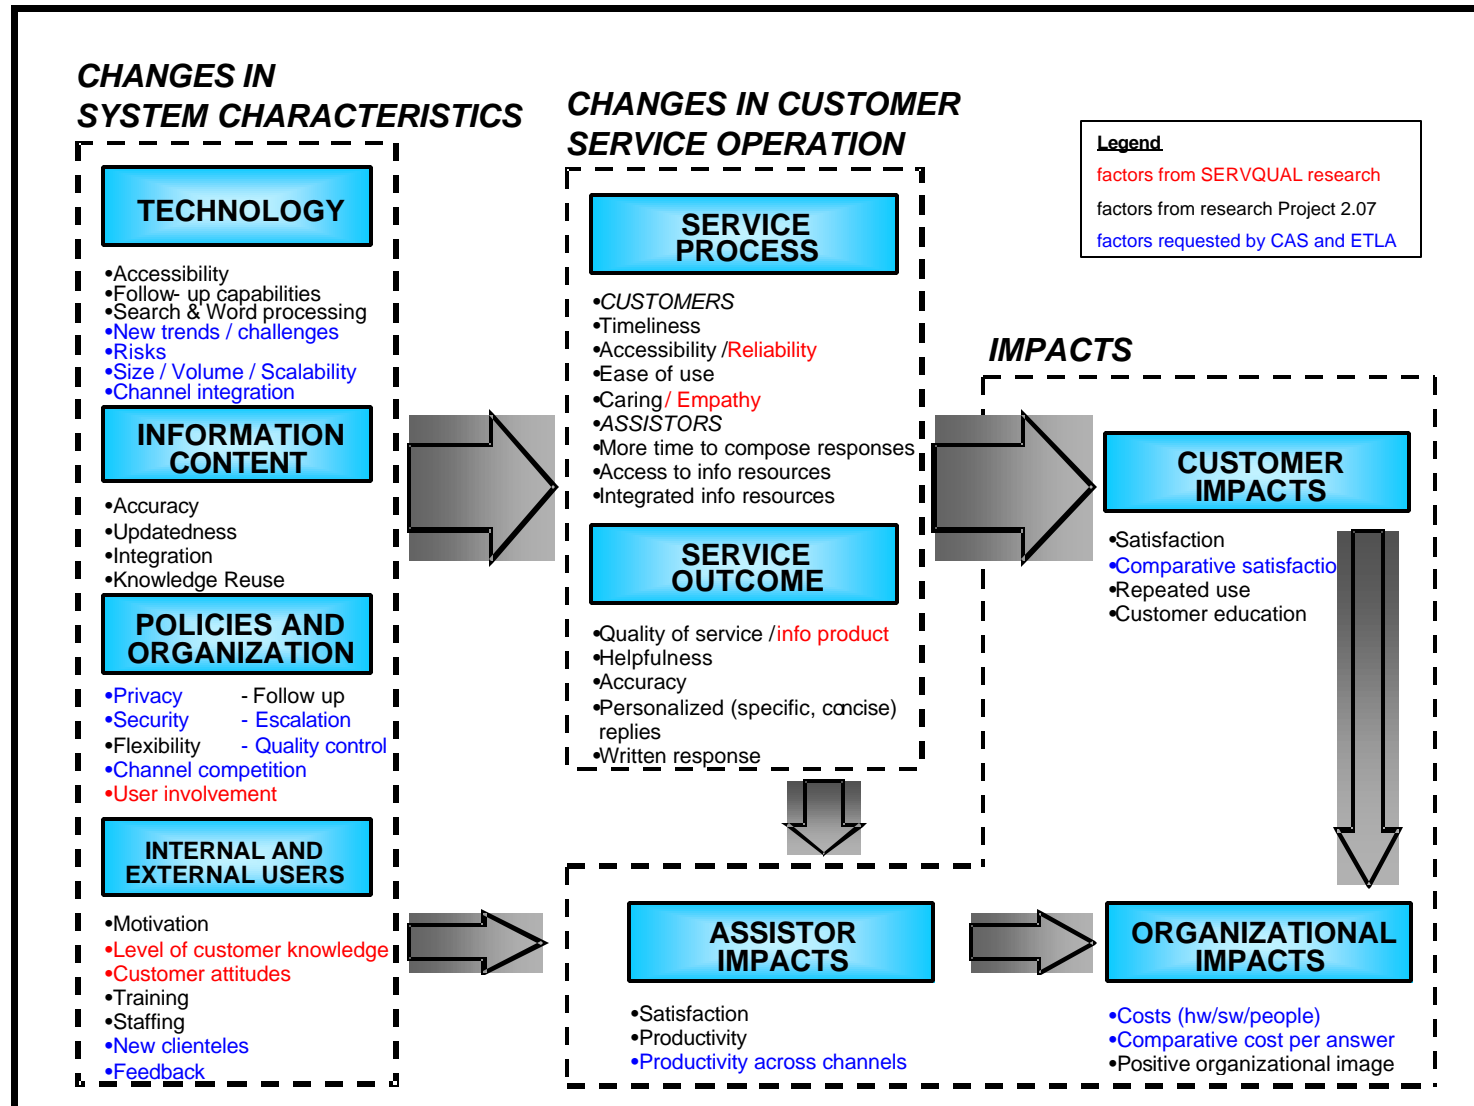 CHANGES IN
SYSTEM CHARACTERISTICS
TECHNOLOGY
•Accessibility
•Follow- up capabilities
•Search & Word processing
•New trends / challenges
•Risks
•Size / Volume / Scalability
•Channel integration
INFORMATION
CONTENT
•Accuracy
•Updatedness
•Integration
•Knowledge Reuse
POLICIES AND
ORGANIZATION
•Privacy - Follow up
•Security - Escalation
•Flexibility - Quality control
•Channel competition
•User involvement
INTERNAL AND
EXTERNAL USERS
•Motivation
•Level of customer knowledge
•Customer attitudes
•Training
•Staffing
•New clienteles
•Feedback
CHANGES IN CUSTOMER
SERVICE OPERATION
SERVICE
PROCESS
•CUSTOMERS
•Timeliness
•Accessibility /Reliability
•Ease of use
•Caring / Empathy
•ASSISTORS
•More time to compose responses
•Access to info resources
•Integrated info resources
SERVICE
OUTCOME
•Quality of service /info product
•Helpfulness
•Accuracy
•Personalized (specific, concise)
replies
•Written response
Legend
factors from SERVQUAL research
factors from research Project 2.07
factors requested by CAS and ETLA
IMPACTS
CUSTOMER
IMPACTS
•Satisfaction
•Comparative satisfactio
•Repeated use
•Customer education
ASSISTOR
IMPACTS
•Satisfaction
•Productivity
•Productivity across channels
ORGANIZATIONAL
IMPACTS
•Costs (hw/sw/people)
•Comparative cost per answer
•Positive organizational image